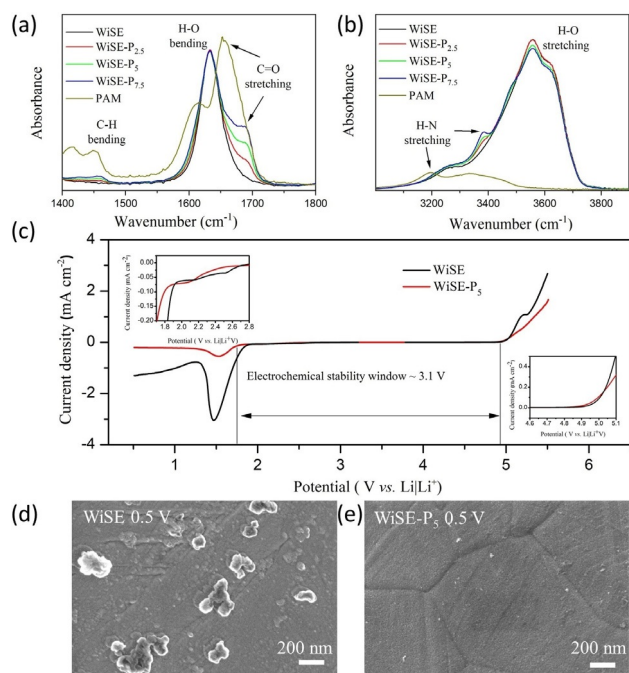 (a)
H-O
bending
WiSE
WiSE-P2.5
WiSE-P5
WiSE-P7.5
PAM
C=O
stretching
C-H
bending
Absorbance
1400 1500 1600 1700 1800
Wavenumber (cm-1)
(b)
WiSE
WiSE-P2.5
WiSE-P5
WiSE-P7.5
PAM
H-O
stretching
H-N
stretching
Absorbance
3200 3400 3600 3800
Wavenumber (cm-1)
(c)
4
2
0
-2
-4
Current density (mA cm-2)
0.00
-0.05
-0.10
-0.15
-0.20
Current density (mA cm-2)
1.8 2.0 2.2 2.4 2.6 2.8
Potential ( V vs. Li|Li+V)
WiSE
WiSE-P5
Electrochemical stability window ~ 3.1 V
0.4
0.2
0.0
Current density (mA cm-2)
4.6 4.7 4.8 4.9 5.0 5.1
Potential ( V vs. Li|Li+V)
1 2 3 4 5 6
Potential ( V vs. Li|Li+)
(d)
WiSE 0.5 V
200 nm
(e)
WiSE-P5 0.5 V
200 nm